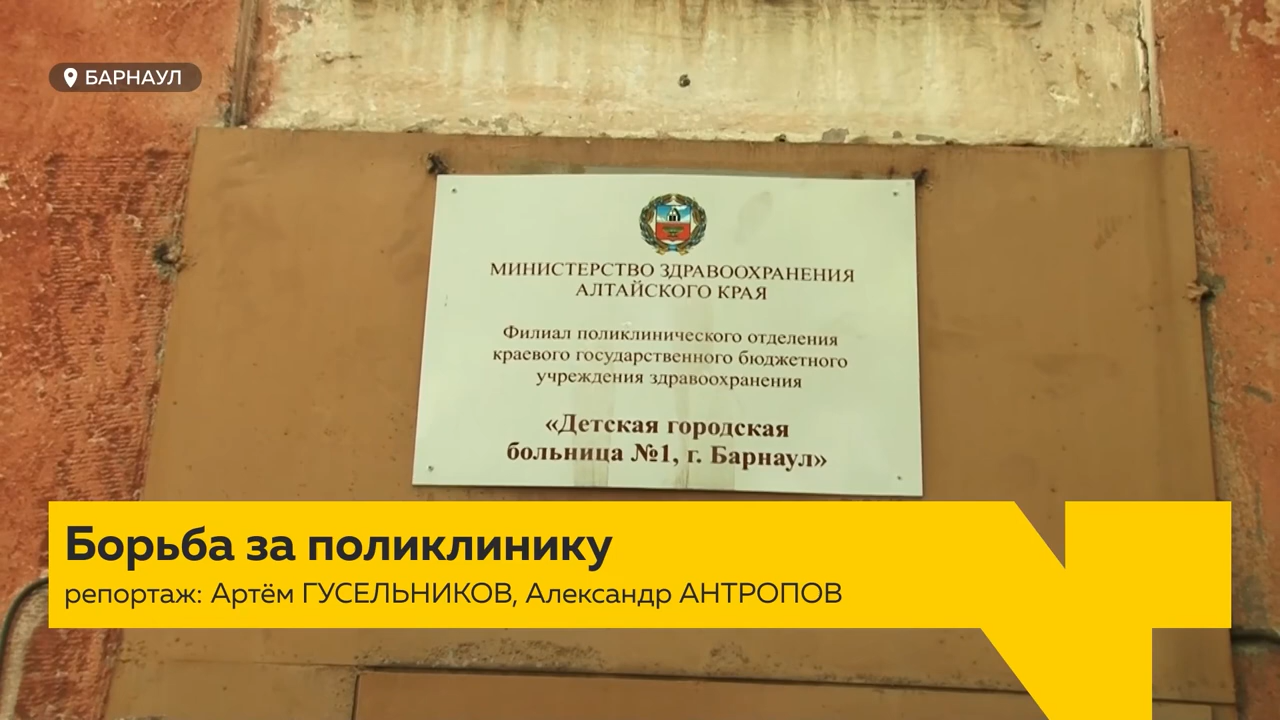 БАРНАУЛ
МИНИСТЕРСТВО ЗДРАВООХРАНЕНИЯ
АЛТАЙСКОГО КРАЯ
Филиал поликлинического отделения
краевого государственного бюджетного
учреждения здравоохранения
«Детская городская
больница №1, г. Барнаул»
Борьба за поликлинику
репортаж: Артём ГУСЕЛЬНИКОВ, Александр АНТРОПОВ